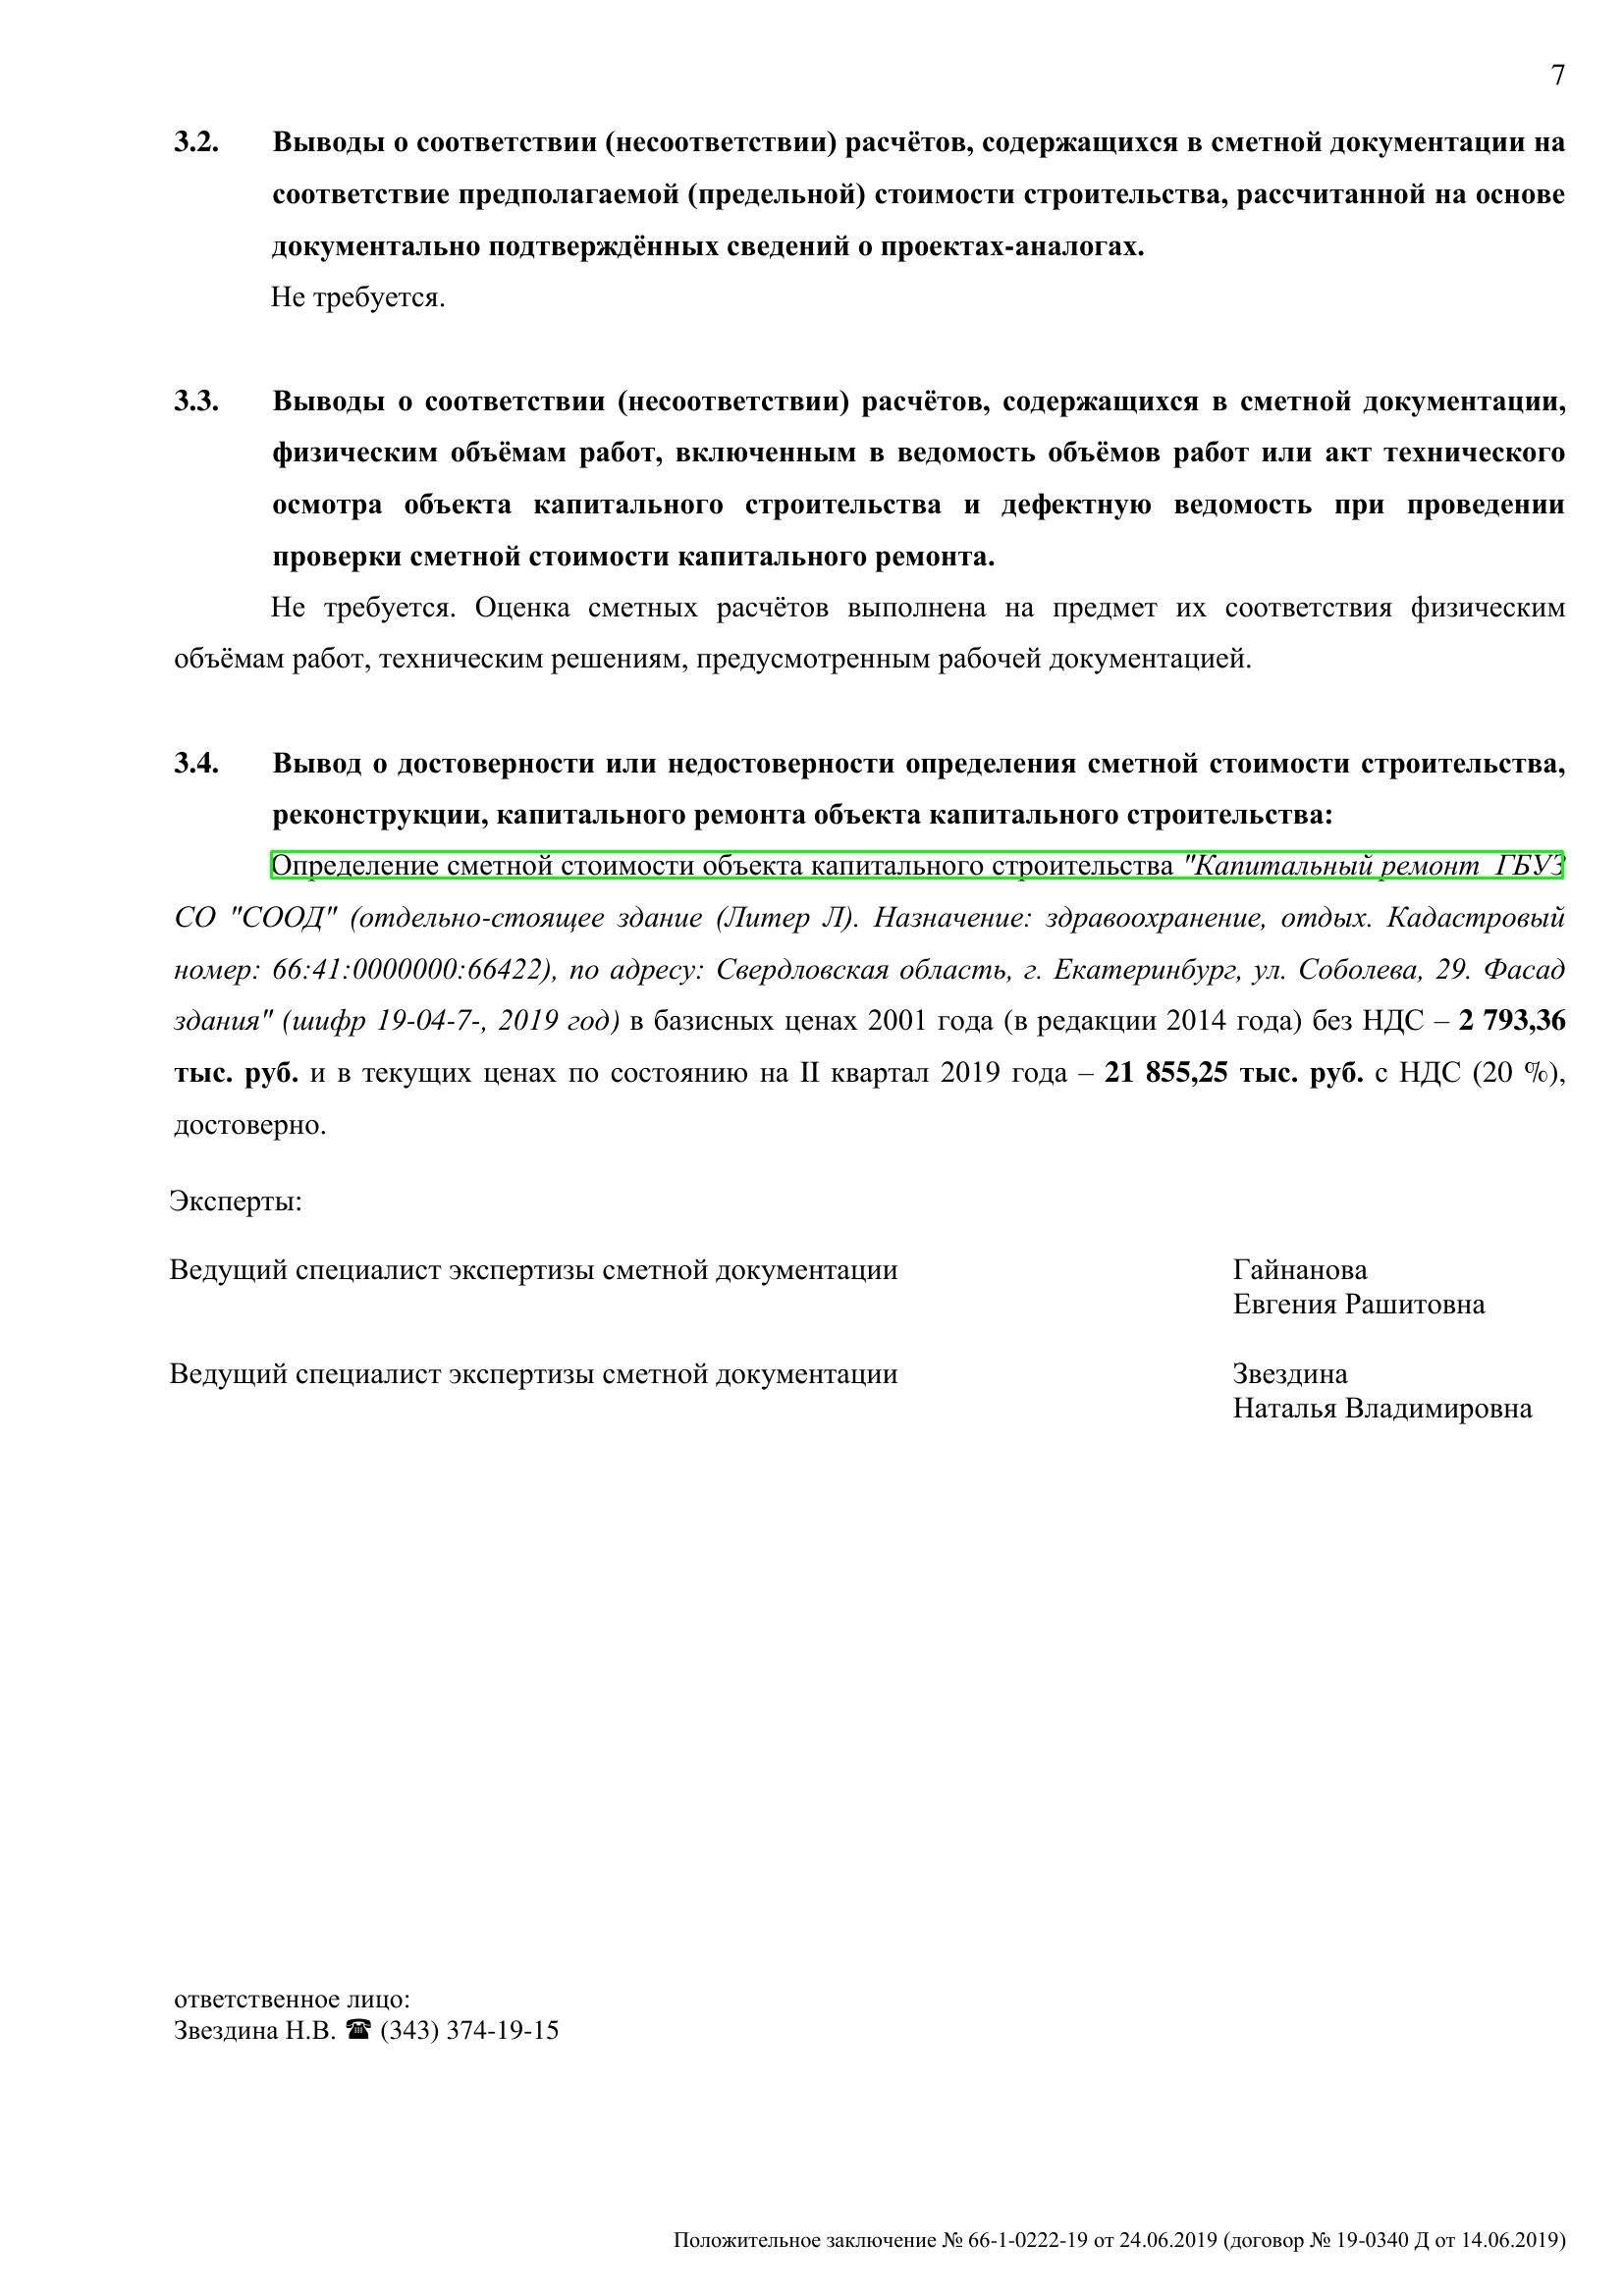 7
3.2. Выводы о соответствии (несоответствии) расчётов, содержащихся в сметной документации на
соответствие предполагаемой (предельной) стоимости строительства, рассчитанной на основе
документально подтверждённых сведений о проектах-аналогах.
Не требуется.
3.3. Выводы о соответствии (несоответствии) расчётов, содержащихся в сметной документации,
физическим объёмам работ, включенным в ведомость объёмов работ или акт технического
осмотра объекта капитального строительства и дефектную ведомость при проведении
проверки сметной стоимости капитального ремонта.
Не требуется. Оценка сметных расчётов выполнена на предмет их соответствия физическим
объёмам работ, техническим решениям, предусмотренным рабочей документацией.
3.4. Вывод о достоверности или недостоверности определения сметной стоимости строительства,
реконструкции, капитального ремонта объекта капитального строительства:
Определение сметной стоимости объекта капитального строительства "Капитальный ремонт ГБУЗ
СО "СООД" (отдельно-стоящее здание (Литер Л). Назначение: здравоохранение, отдых. Кадастровый
номер: 66:41:0000000:66422), по адресу: Свердловская область, г. Екатеринбург, ул. Соболева, 29. Фасад
здания" (шифр 19-04-7-, 2019 год) в базисных ценах 2001 года (в редакции 2014 года) без НДС – 2 793,36
тыс. руб. и в текущих ценах по состоянию на II квартал 2019 года – 21 855,25 тыс. руб. с НДС (20 %),
достоверно.
Эксперты:
Ведущий специалист экспертизы сметной документации Гайнанова
Евгения Рашитовна
Ведущий специалист экспертизы сметной документации Звездина
Наталья Владимировна
ответственное лицо:
Звездина Н.В. ☎ (343) 374-19-15
Положительное заключение № 66-1-0222-19 от 24.06.2019 (договор № 19-0340 Д от 14.06.2019)